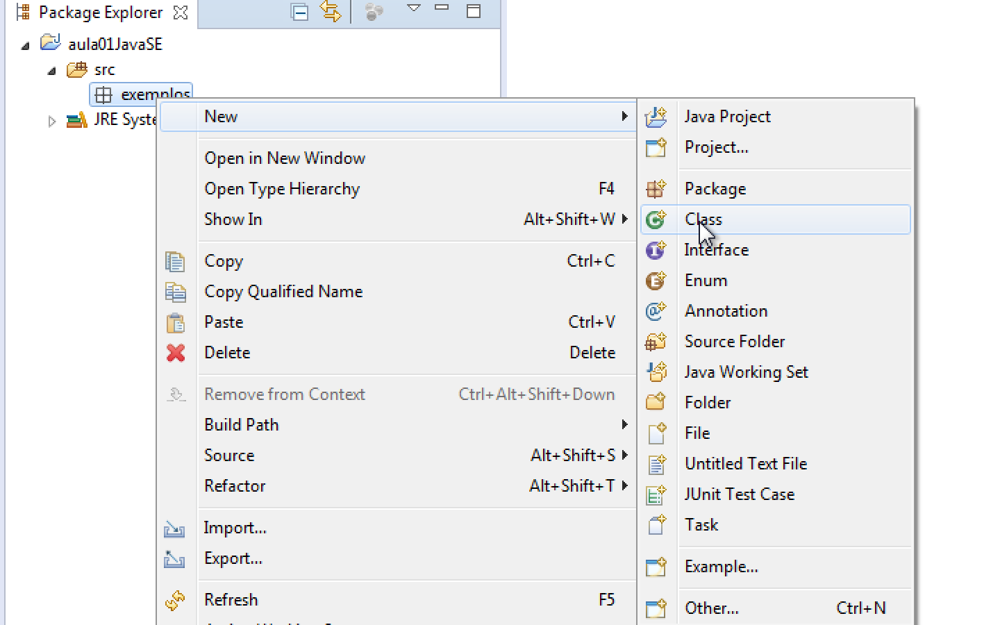 Package Explorer
aula01JavaSE
src
exemplos
JRE Syste
New
Open in New Window
Open Type Hierarchy F4
Show In Alt+Shift+W
Copy Ctrl+C
Copy Qualified Name
Paste Ctrl+V
Delete Delete
Remove from Context Ctrl+Alt+Shift+Down
Build Path
Source Alt+Shift+S
Refactor Alt+Shift+T
Import...
Export...
Refresh F5
Java Project
Project...
Package
Class
Interface
Enum
Annotation
Source Folder
Java Working Set
Folder
File
Untitled Text File
JUnit Test Case
Task
Example...
Other... Ctrl+N